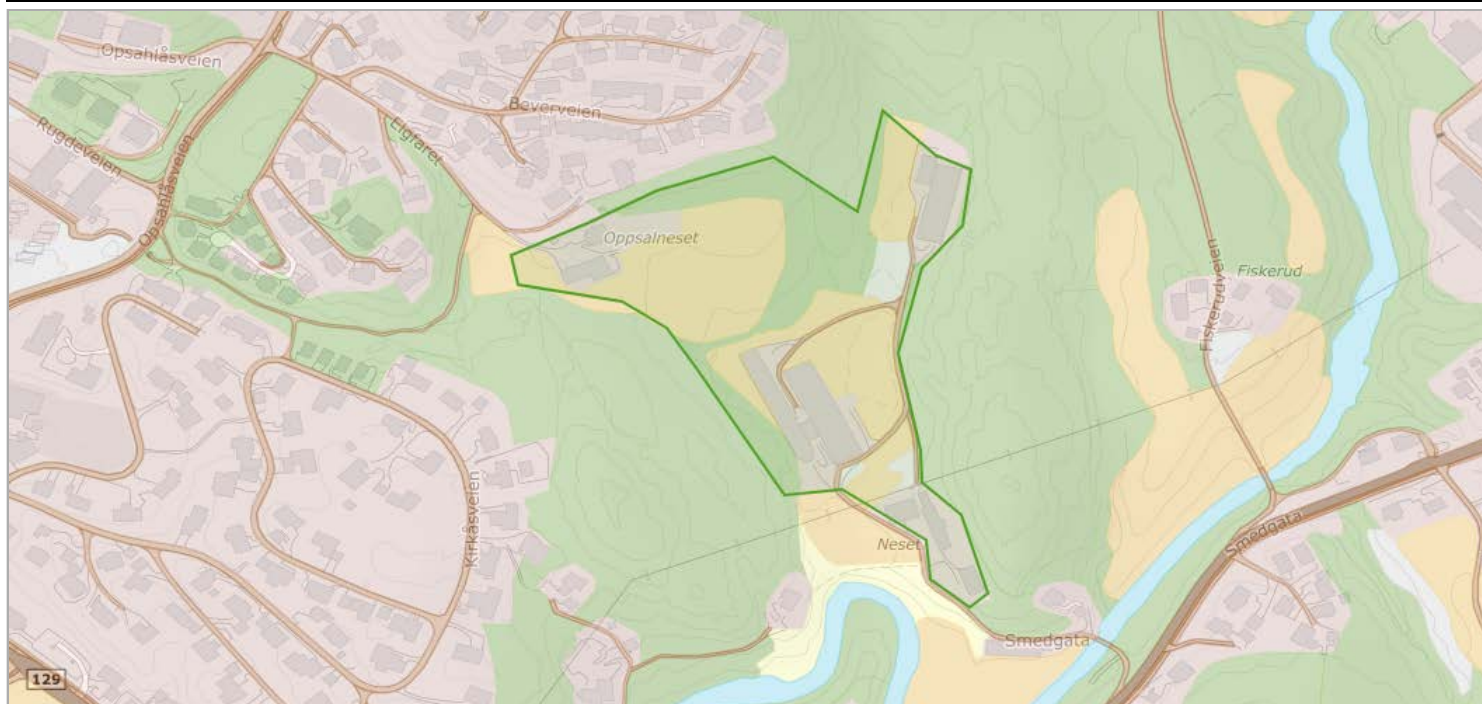 Opsahlåsveien
Beverveien
Rugdeveien
Elgfaret
Opsahlåsveien
Oppsalneset
Fiskerudveien
Fiskerud
Kirkåsveien
Neset
Smedgata
Smedgata
129